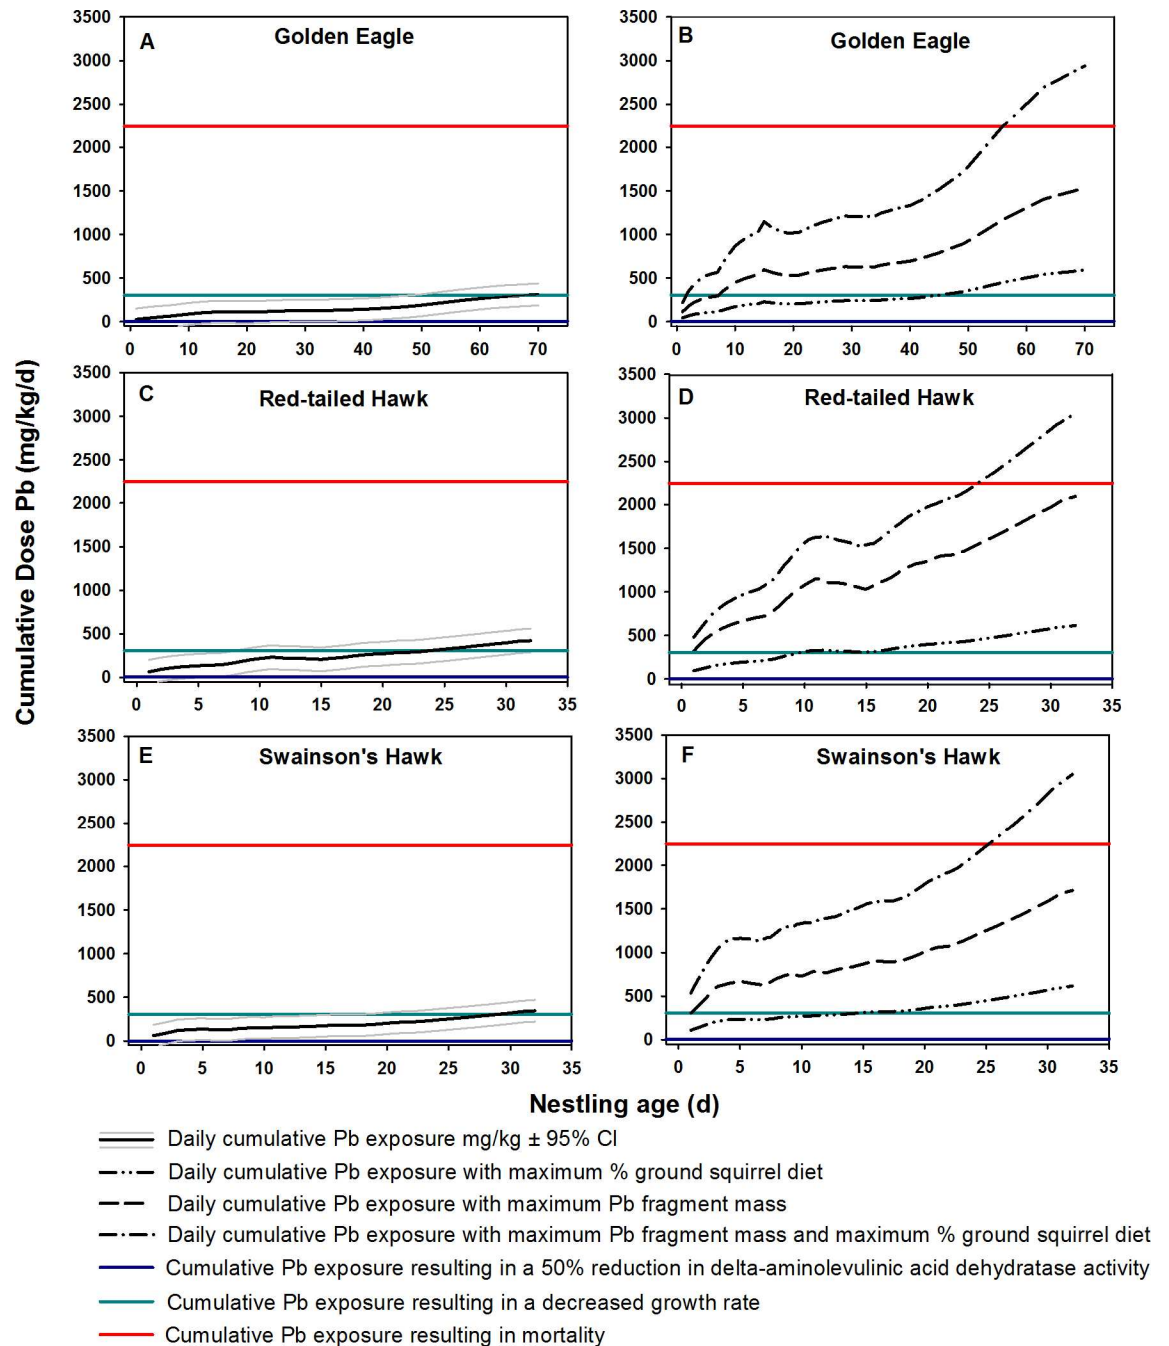 A
Golden Eagle
3500
3000
2500
2000
1500
1000
500
0
0 10 20 30 40 50 60 70
B
Golden Eagle
3500
3000
2500
2000
1500
1000
500
0
0 10 20 30 40 50 60 70
C
Red-tailed Hawk
3500
3000
2500
2000
1500
1000
500
0
0 5 10 15 20 25 30 35
D
Red-tailed Hawk
3500
3000
2500
2000
1500
1000
500
0
0 5 10 15 20 25 30 35
E
Swainson's Hawk
3500
3000
2500
2000
1500
1000
500
0
0 5 10 15 20 25 30 35
F
Swainson's Hawk
3500
3000
2500
2000
1500
1000
500
0
0 5 10 15 20 25 30 35
Cumulative Dose Pb (mg/kg/d)
Nestling age (d)
Daily cumulative Pb exposure mg/kg ± 95% CI
Daily cumulative Pb exposure with maximum % ground squirrel diet
Daily cumulative Pb exposure with maximum Pb fragment mass
Daily cumulative Pb exposure with maximum Pb fragment mass and maximum % ground squirrel diet
Cumulative Pb exposure resulting in a 50% reduction in delta-aminolevulinic acid dehydratase activity
Cumulative Pb exposure resulting in a decreased growth rate
Cumulative Pb exposure resulting in mortality